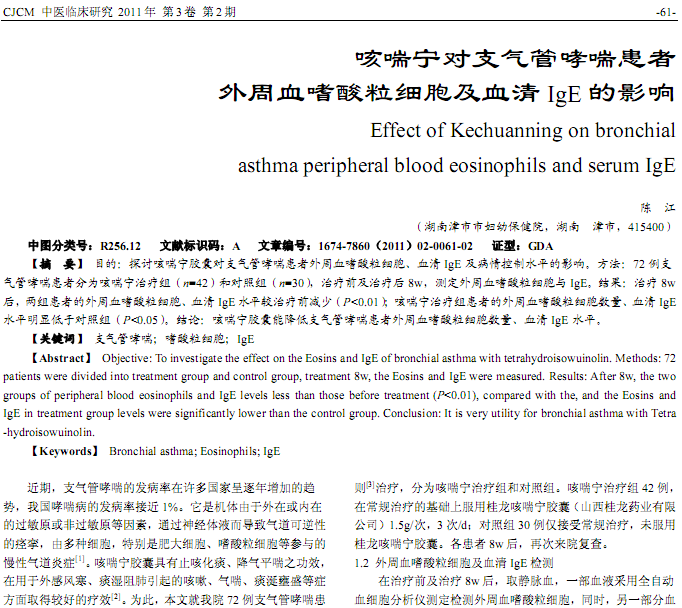 CJCM 中医临床研究 2011 年 第 3 卷 第 2 期 -61-
咳喘宁对支气管哮喘患者
外周血嗜酸粒细胞及血清 IgE 的影响
Effect of Kechuanning on bronchial
asthma peripheral blood eosinophils and serum IgE
陈 江
(湖南津市市妇幼保健院，湖南 津市，415400)
中图分类号：R256.12 文献标识码：A 文章编号：1674-7860（2011）02-0061-02 证型：GDA
【摘 要】目的：探讨咳喘宁胶囊对支气管哮喘患者外周血嗜酸粒细胞、血清 IgE 及病情控制水平的影响。方法：72 例支
气管哮喘患者分为咳喘宁治疗组（n=42）和对照组（n=30），治疗前及治疗后 8w，测定外周血嗜酸粒细胞与 IgE。结果：治疗 8w
后，两组患者的外周血嗜酸粒细胞、血清 IgE 水平较治疗前减少（P<0.01）；咳喘宁治疗组患者的外周血嗜酸粒细胞数量、血清 IgE
水平明显低于对照组（P<0.05）。结论：咳喘宁胶囊能降低支气管哮喘患者外周血嗜酸粒细胞数量、血清 IgE 水平。
【关键词】支气管哮喘；嗜酸粒细胞；IgE
【Abstract】Objective: To investigate the effect on the Eosins and IgE of bronchial asthma with tetrahydroisowuinolin. Methods: 72
patients were divided into treatment group and control group, treatment 8w, the Eosins and IgE were measured. Results: After 8w, the two
groups of peripheral blood eosinophils and IgE levels less than those before treatment (P<0.01), compared with the, and the Eosins and
IgE in treatment group levels were significantly lower than the control group. Conclusion: It is very utility for bronchial asthma with Tetra
-hydroisowuinolin.
【Keywords】Bronchial asthma; Eosinophils; IgE
近期，支气管哮喘的发病率在许多国家呈逐年增加的趋
势，我国哮喘病的发病率接近 1%。它是机体由于外在或内在
的过敏原或非过敏原等因素，通过神经体液而导致气道可逆性
的痉挛，由多种细胞，特别是肥大细胞、嗜酸粒细胞等参与的
慢性气道炎症[1]。咳喘宁胶囊具有止咳化痰、降气平喘之功效，
在用于外感风寒、痰湿阻肺引起的咳嗽、气喘、痰涎壅盛等症
方面取得较好的疗效[2]。为此，本文就我院 72 例支气管哮喘患
则[3]治疗，分为咳喘宁治疗组和对照组。咳喘宁治疗组 42 例，
在常规治疗的基础上服用桂龙咳喘宁胶囊（山西桂龙药业有限
公司）1.5g/次，3 次/d；对照组 30 例仅接受常规治疗，未服用
桂龙咳喘宁胶囊。各患者 8w 后，再次来院复查。
1.2 外周血嗜酸粒细胞及血清 IgE 检测
在治疗前及治疗 8w 后，取静脉血，一部血液采用全自动
血细胞分析仪测定检测外周血嗜酸粒细胞，同时，另一部分血